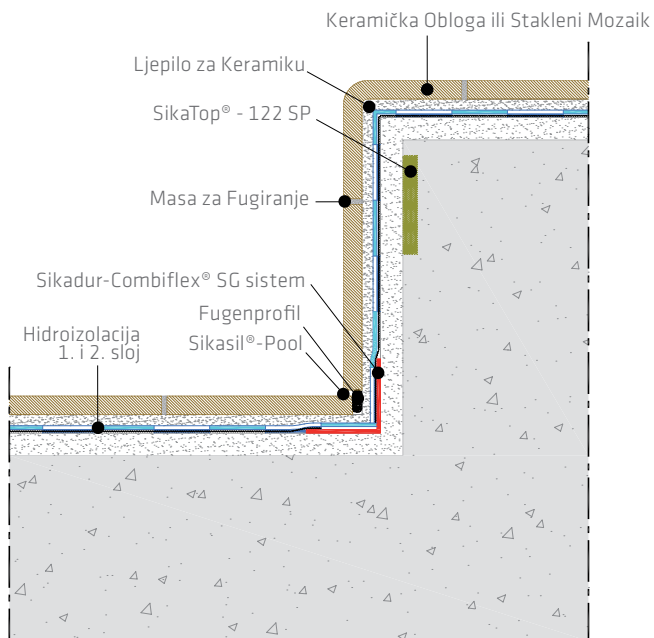 Keramička Obloga ili Stakleni Mozaik
Ljepilo za Keramiku
SikaTop® - 122 SP
Masa za Fugiranje
Sikadur-Combiflex® SG sistem
Fugenprofil
Sikasil®-Pool
Hidroizolacija
1. i 2. sloj